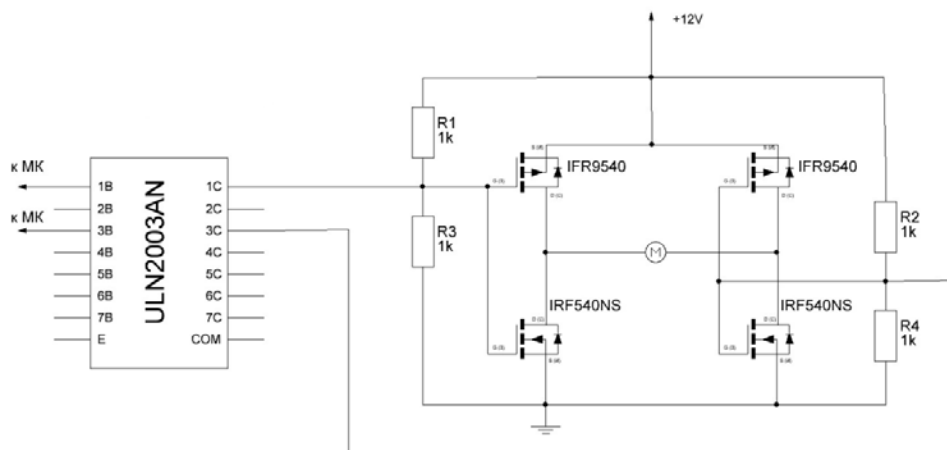 +12V
R1
1k
IFR9540
IFR9540
к МК
1B
1C
2B
2C
к МК
3B
3C
4B
4C
5B
5C
6B
6C
7B
7C
E
COM
ULN2003AN
R3
1k
R2
1k
M
IRF540NS
IRF540NS
R4
1k